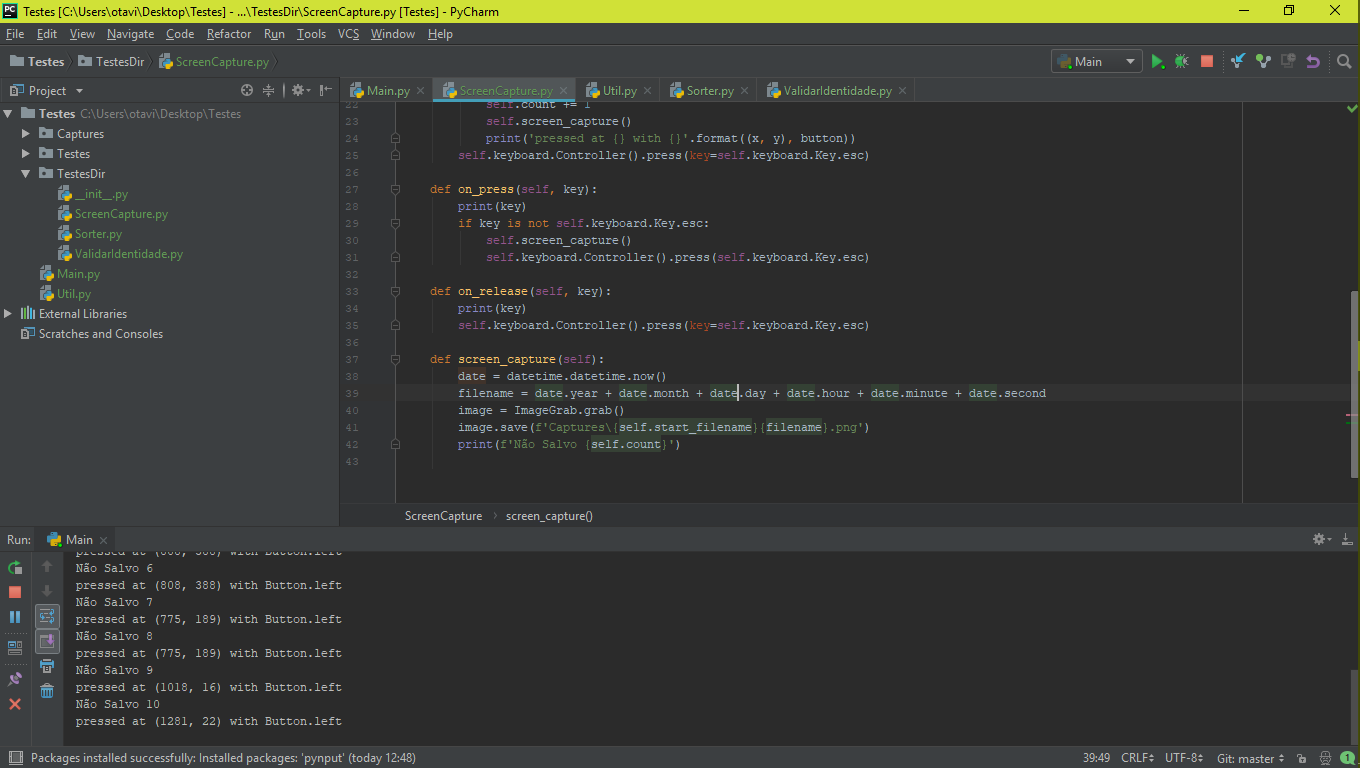 Testes [C:\Users\otavi\Desktop\Testes] - ...\TestesDir\ScreenCapture.py [Testes] - PyCharm
File Edit View Navigate Code Refactor Run Tools VCS Window Help
Testes TestesDir ScreenCapture.py Main
Project Main.py ScreenCapture.py Util.py Sorter.py ValidarIdentidade.py
Testes C:\Users\otavi\Desktop\Testes
Captures
Testes
TestesDir
__init__.py
ScreenCapture.py
Sorter.py
ValidarIdentidade.py
Main.py
Util.py
External Libraries
Scratches and Consoles
22 self.count += 1
23 self.screen_capture()
24 print('pressed at {} with {}'.format((x, y), button))
25 self.keyboard.Controller().press(key=self.keyboard.Key.esc)
26
27 def on_press(self, key):
28 print(key)
29 if key is not self.keyboard.Key.esc:
30 self.screen_capture()
31 self.keyboard.Controller().press(self.keyboard.Key.esc)
32
33 def on_release(self, key):
34 print(key)
35 self.keyboard.Controller().press(key=self.keyboard.Key.esc)
36
37 def screen_capture(self):
38 date = datetime.datetime.now()
39 filename = date.year + date.month + date.day + date.hour + date.minute + date.second
40 image = ImageGrab.grab()
41 image.save(f'Captures\{self.start_filename}{filename}.png')
42 print(f'Não Salvo {self.count}')
43
ScreenCapture screen_capture()
Run: Main
with Button.left
Não Salvo 6
pressed at (808, 388) with Button.left
Não Salvo 7
pressed at (775, 189) with Button.left
Não Salvo 8
pressed at (775, 189) with Button.left
Não Salvo 9
pressed at (1018, 16) with Button.left
Não Salvo 10
pressed at (1281, 22) with Button.left
Packages installed successfully: Installed packages: 'pynput' (today 12:48) 39:49 CRLF UTF-8 Git: master 1